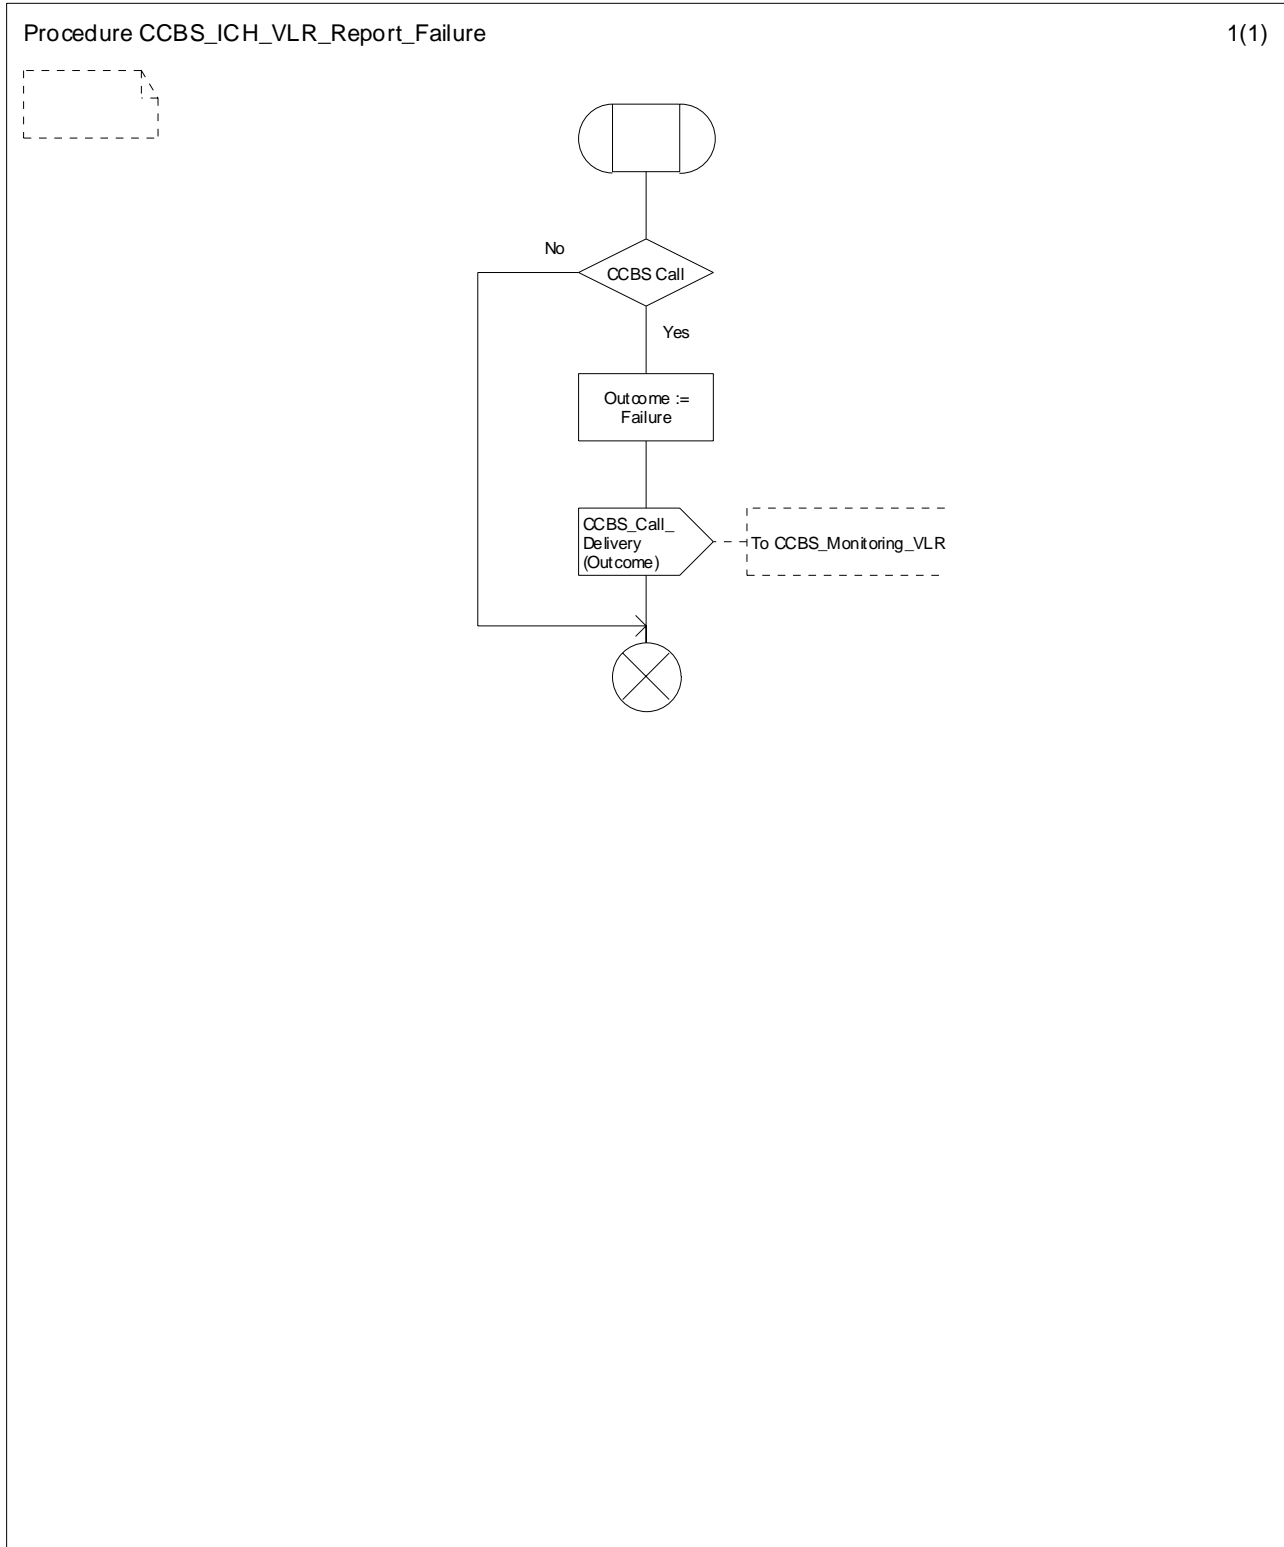 Procedure CCBS_ICH_VLR_Report_Failure
1(1)
No
CCBS Call
Yes
Outcome :=
Failure
CCBS_Call_
Delivery
(Outcome)
To CCBS_Monitoring_VLR